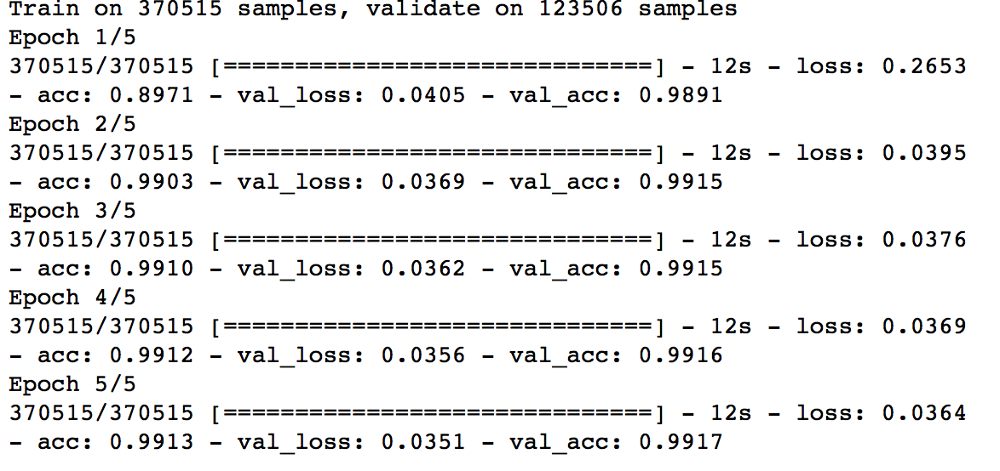 Train on 370515 samples, validate on 123506 samples
Epoch 1/5
370515/370515 [==============================] - 12s - loss: 0.2653
- acc: 0.8971 - val_loss: 0.0405 - val_acc: 0.9891
Epoch 2/5
370515/370515 [==============================] - 12s - loss: 0.0395
- acc: 0.9903 - val_loss: 0.0369 - val_acc: 0.9915
Epoch 3/5
370515/370515 [==============================] - 12s - loss: 0.0376
- acc: 0.9910 - val_loss: 0.0362 - val_acc: 0.9915
Epoch 4/5
370515/370515 [==============================] - 12s - loss: 0.0369
- acc: 0.9912 - val_loss: 0.0356 - val_acc: 0.9916
Epoch 5/5
370515/370515 [==============================] - 12s - loss: 0.0364
- acc: 0.9913 - val_loss: 0.0351 - val_acc: 0.9917